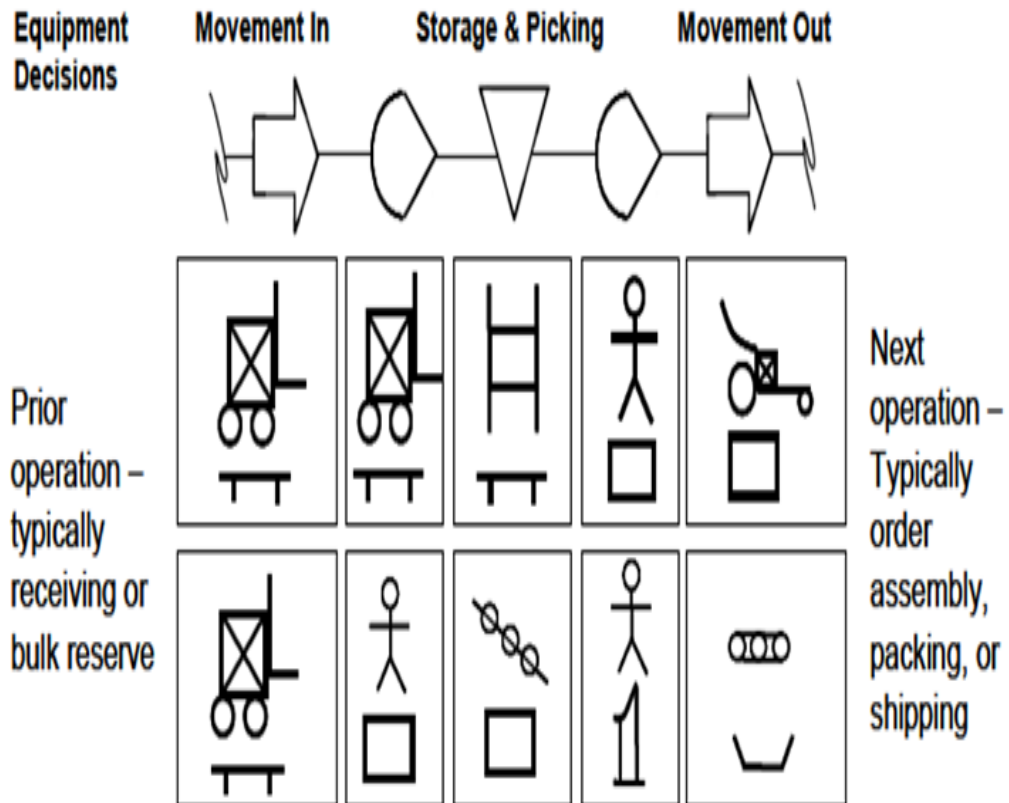 Equipment
Decisions
Movement In
Storage & Picking
Movement Out
Prior
operation –
typically
receiving or
bulk reserve
Next
operation –
Typically
order
assembly,
packing, or
shipping
1